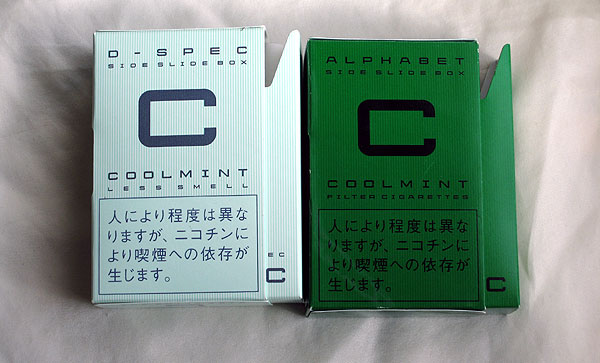 D-SPEC
SIDE SLIDE BOX
C
COOLMINT
LESS SMELL
人により程度は異な
りますが、ニコチンに
より喫煙への依存が
生じます。
EC
C
ALPHABET
SIDE SLIDE BOX
C
COOLMINT
FILTER CIGARETTES
人により程度は異な
りますが、ニコチンに
より喫煙への依存が
生じます。
C